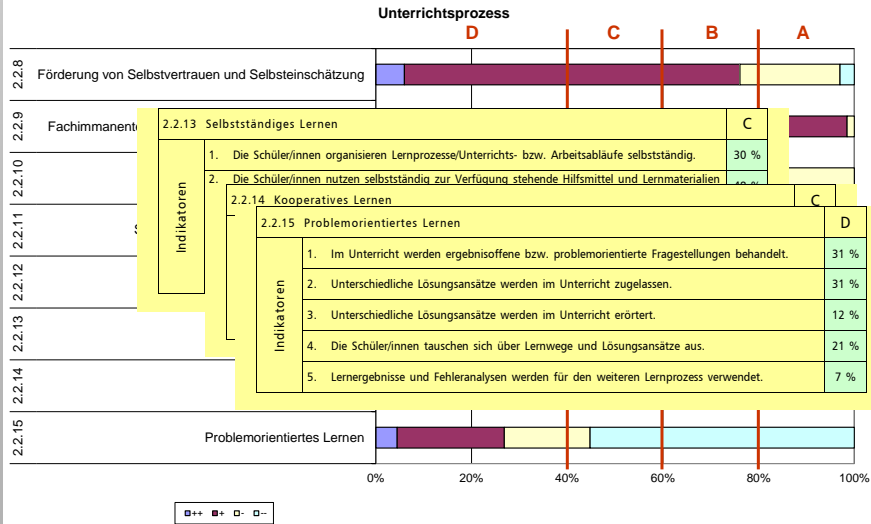 Unterrichtsprozess
D C B A
2.2.8 Förderung von Selbstvertrauen und Selbsteinschätzung
2.2.9 Fachimmanente
2.2.10
2.2.11 S
2.2.12
2.2.13
2.2.14
2.2.15 Problemorientiertes Lernen
2.2.13 Selbstständiges Lernen C
Indikatoren
1. Die Schüler/innen organisieren Lernprozesse/Unterrichts- bzw. Arbeitsabläufe selbstständig. 30 %
2. Die Schüler/innen nutzen selbstständig zur Verfügung stehende Hilfsmittel und Lernmaterialien
2.2.14 Kooperatives Lernen C
2.2.15 Problemorientiertes Lernen D
Indikatoren
1. Im Unterricht werden ergebnisoffene bzw. problemorientierte Fragestellungen behandelt. 31 %
2. Unterschiedliche Lösungsansätze werden im Unterricht zugelassen. 31 %
3. Unterschiedliche Lösungsansätze werden im Unterricht erörtert. 12 %
4. Die Schüler/innen tauschen sich über Lernwege und Lösungsansätze aus. 21 %
5. Lernergebnisse und Fehleranalysen werden für den weiteren Lernprozess verwendet. 7 %
0% 20% 40% 60% 80% 100%
++ + - --